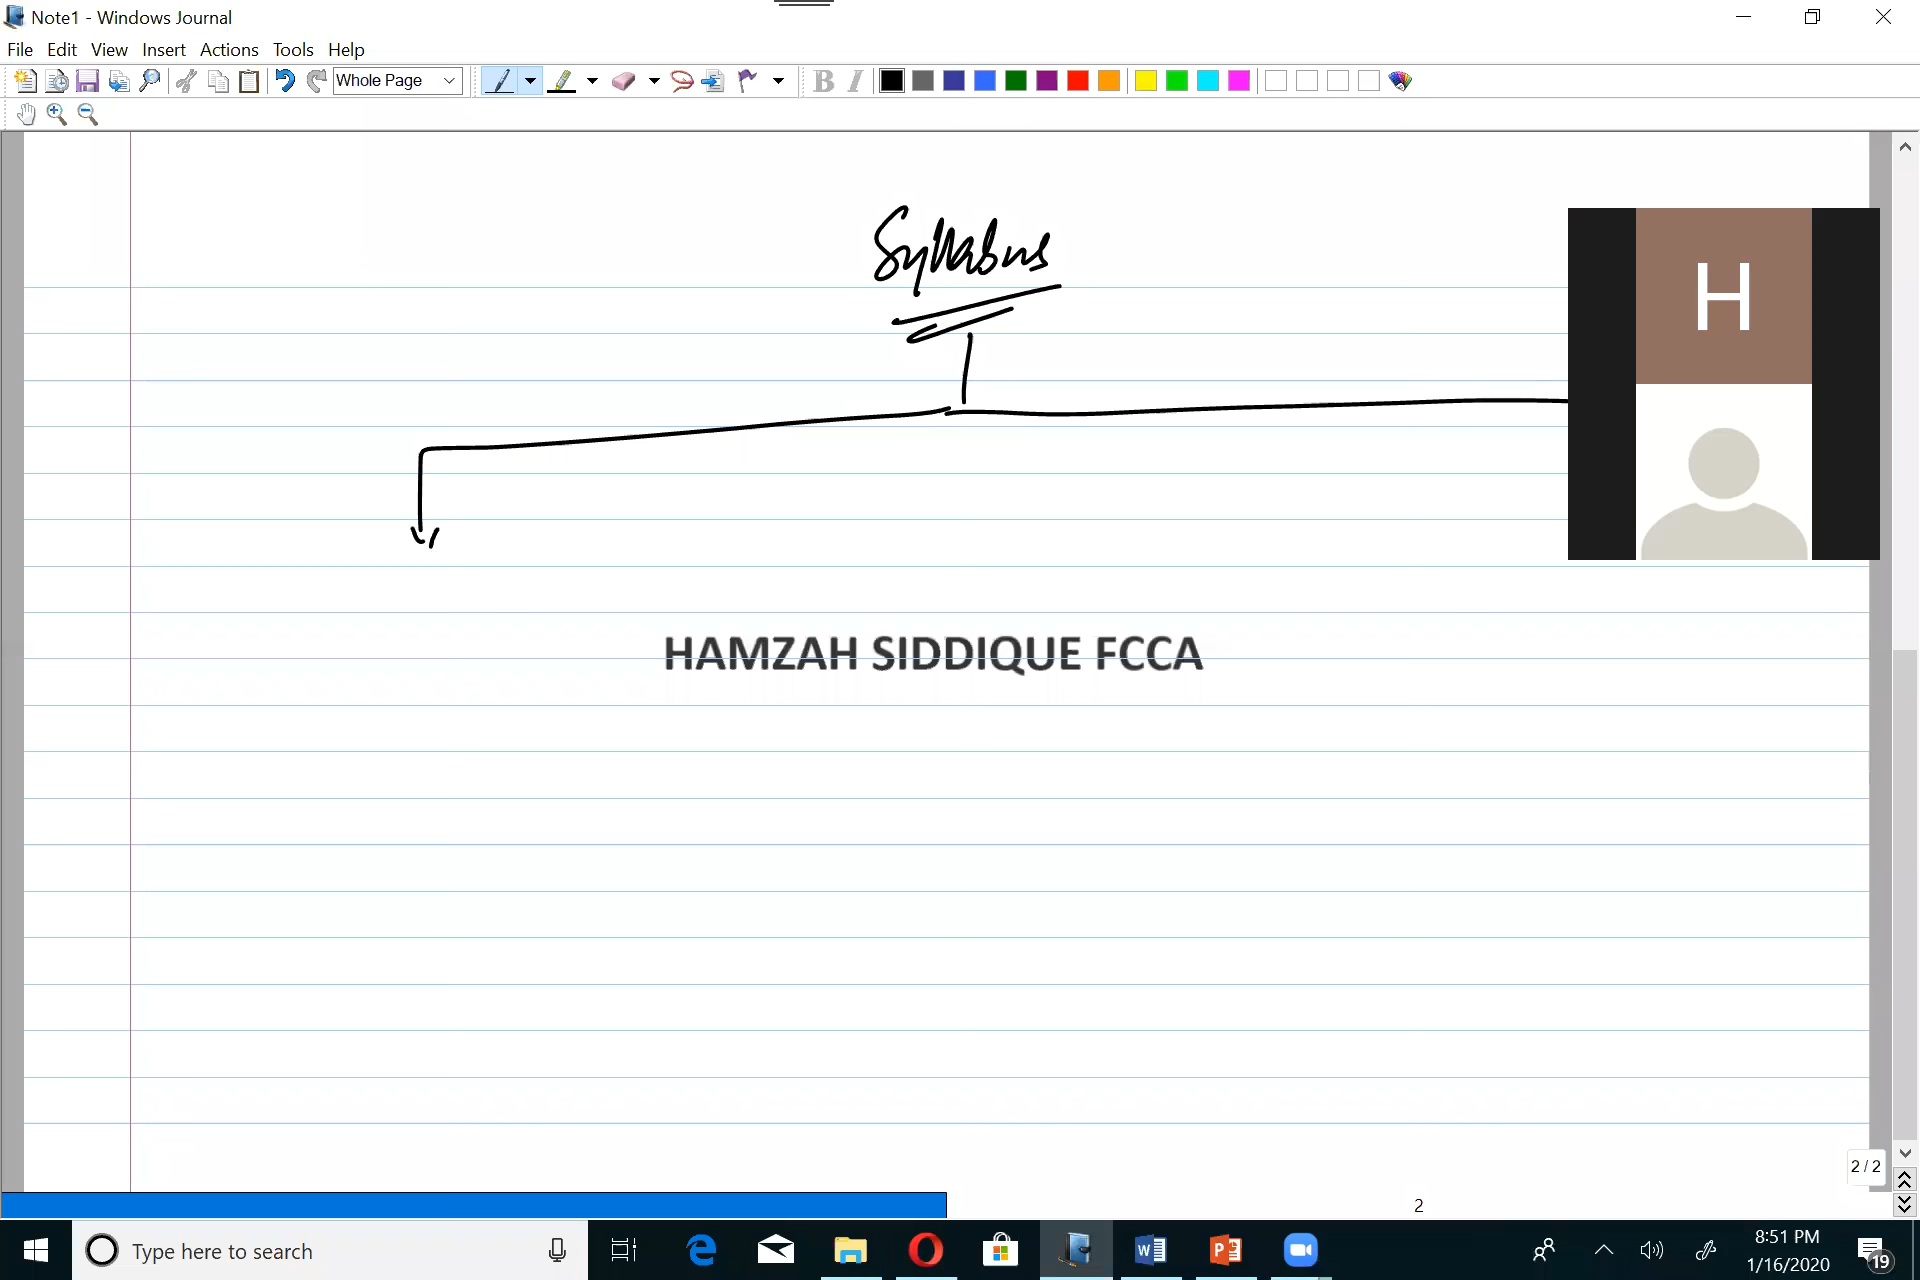 Note1 - Windows Journal
File Edit View Insert Actions Tools Help
Whole Page
B I
Syllabus
H
HAMZAH SIDDIQUE FCCA
2 / 2
2
Type here to search
8:51 PM
1/16/2020
19